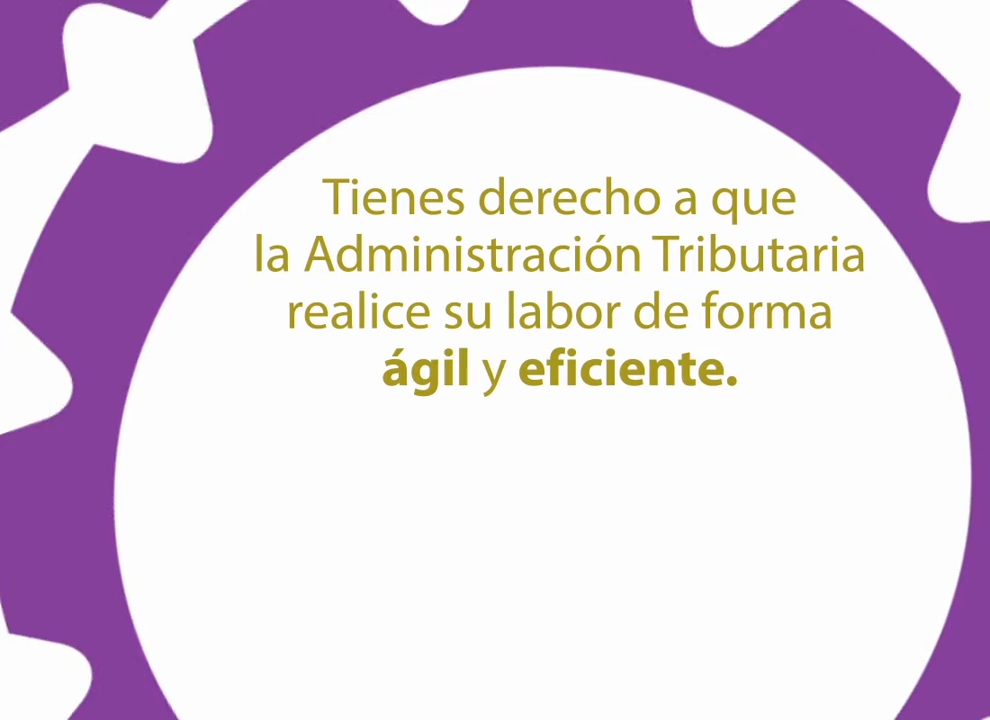 Tienes derecho a que
la Administración Tributaria
realice su labor de forma
ágil y eficiente.